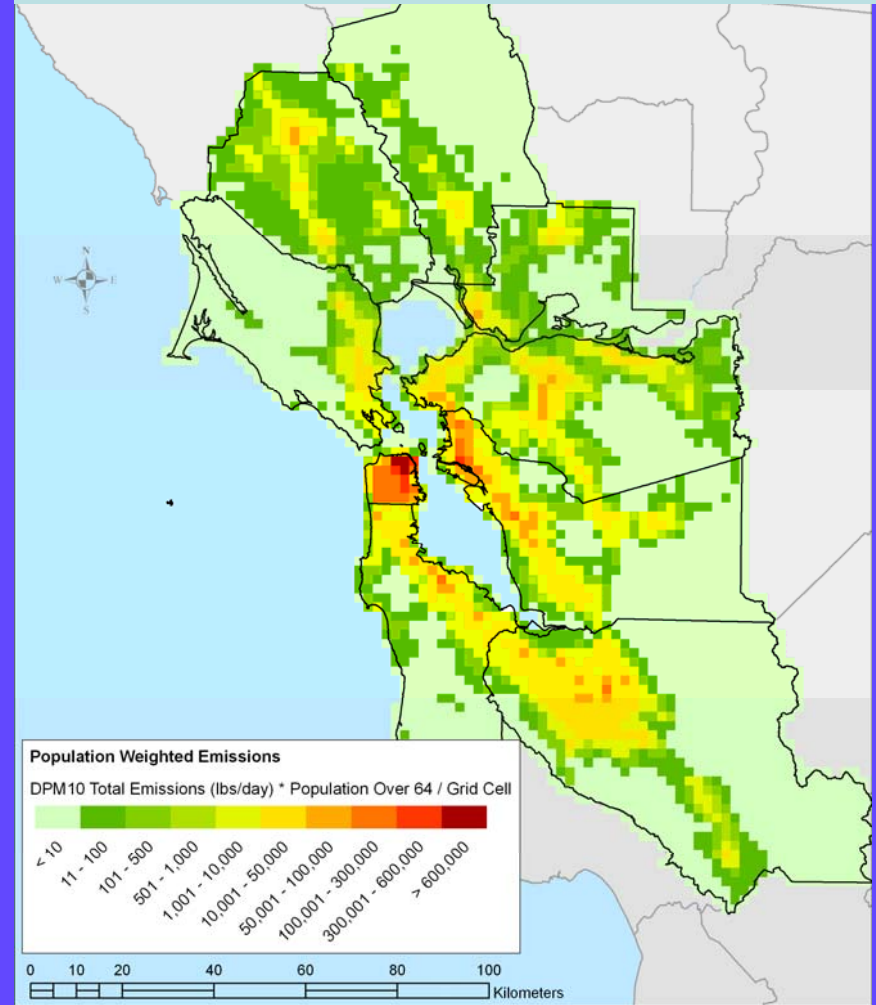 N
W E
S
Population Weighted Emissions
DPM10 Total Emissions (lbs/day) * Population Over 64 / Grid Cell
< 10
11 - 100
101 - 500
501 - 1,000
1,001 - 10,000
10,001 - 50,000
50,001 - 100,000
100,001 - 300,000
300,001 - 600,000
> 600,000
0 10 20 40 60 80 100
Kilometers